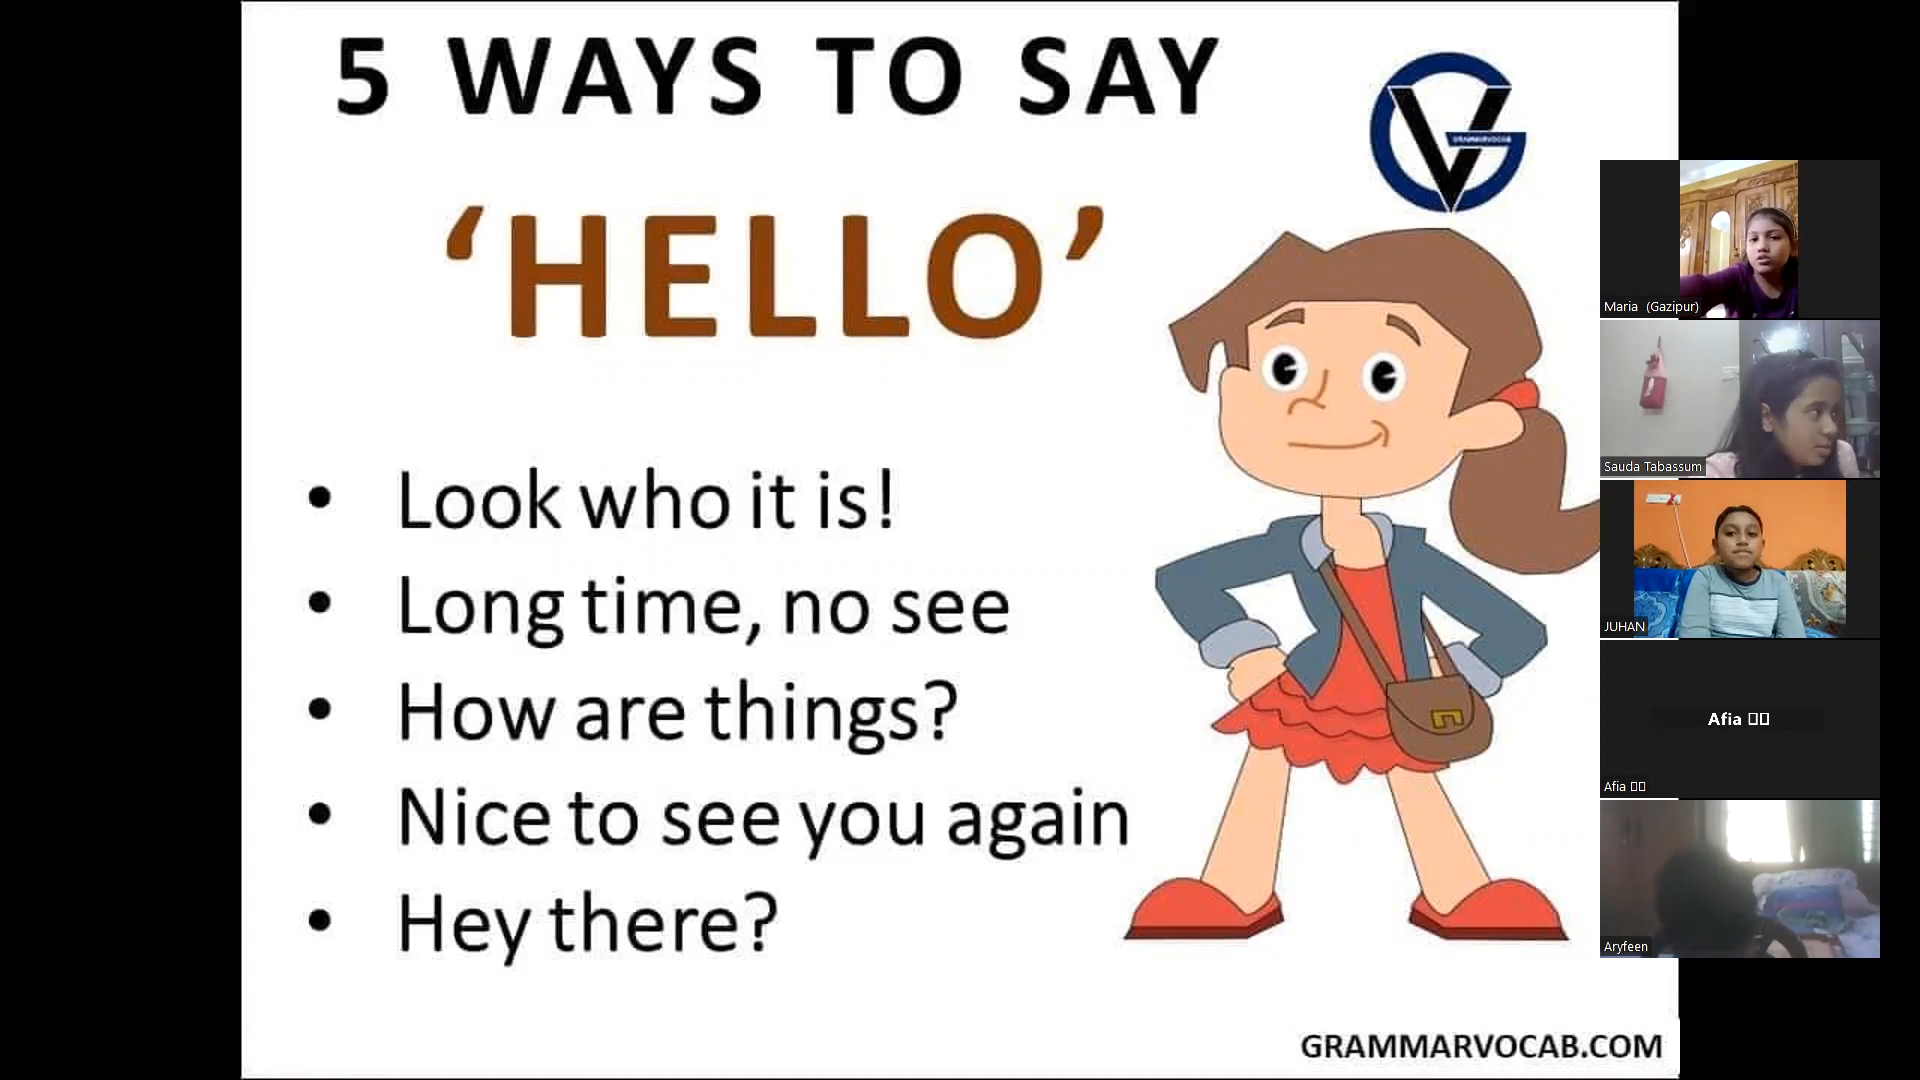 5 WAYS TO SAY
‘HELLO’
GRAMMARVOCAB
• Look who it is!
• Long time, no see
• How are things?
• Nice to see you again
• Hey there?
GRAMMARVOCAB.COM
Maria (Gazipur)
Sauda Tabassum
JUHAN
Afia
Afia
Aryfeen